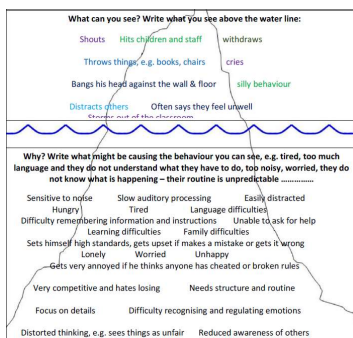 What can you see? Write what you see above the water line:
Shouts Hits children and staff withdraws
Throws things, e.g. books, chairs cries
Bangs his head against the wall & floor silly behaviour
Distracts others Often says they feel unwell
Storms out of the classroom
Why? Write what might be causing the behaviour you can see, e.g. tired, too much
language and they do not understand what they have to do, too noisy, worried, they do
not know what is happening – their routine is unpredictable ……………
Sensitive to noise Slow auditory processing Easily distracted
Hungry Tired Language difficulties
Difficulty remembering information and instructions Unable to ask for help
Learning difficulties Family difficulties
Sets himself high standards, gets upset if makes a mistake or gets it wrong
Lonely Worried Unhappy
Gets very annoyed if he thinks anyone has cheated or broken rules
Very competitive and hates losing Needs structure and routine
Focus on details Difficulty recognising and regulating emotions
Distorted thinking, e.g. sees things as unfair Reduced awareness of others